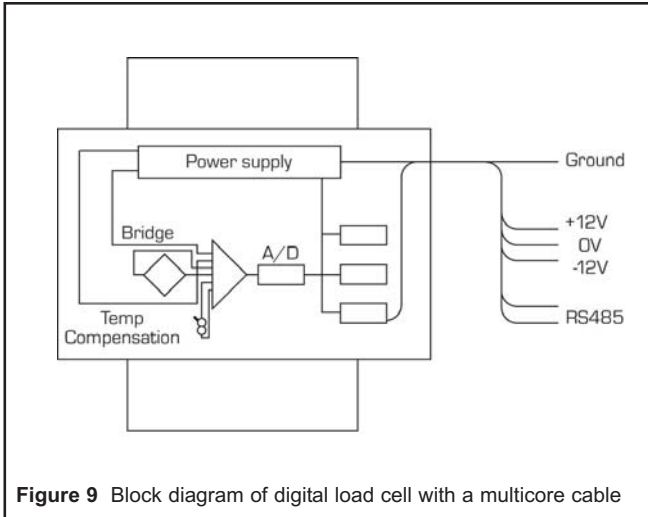 Power supply
Ground
Bridge
A/D
+12V
0V
-12V
Temp
Compensation
RS485
Figure 9 Block diagram of digital load cell with a multicore cable